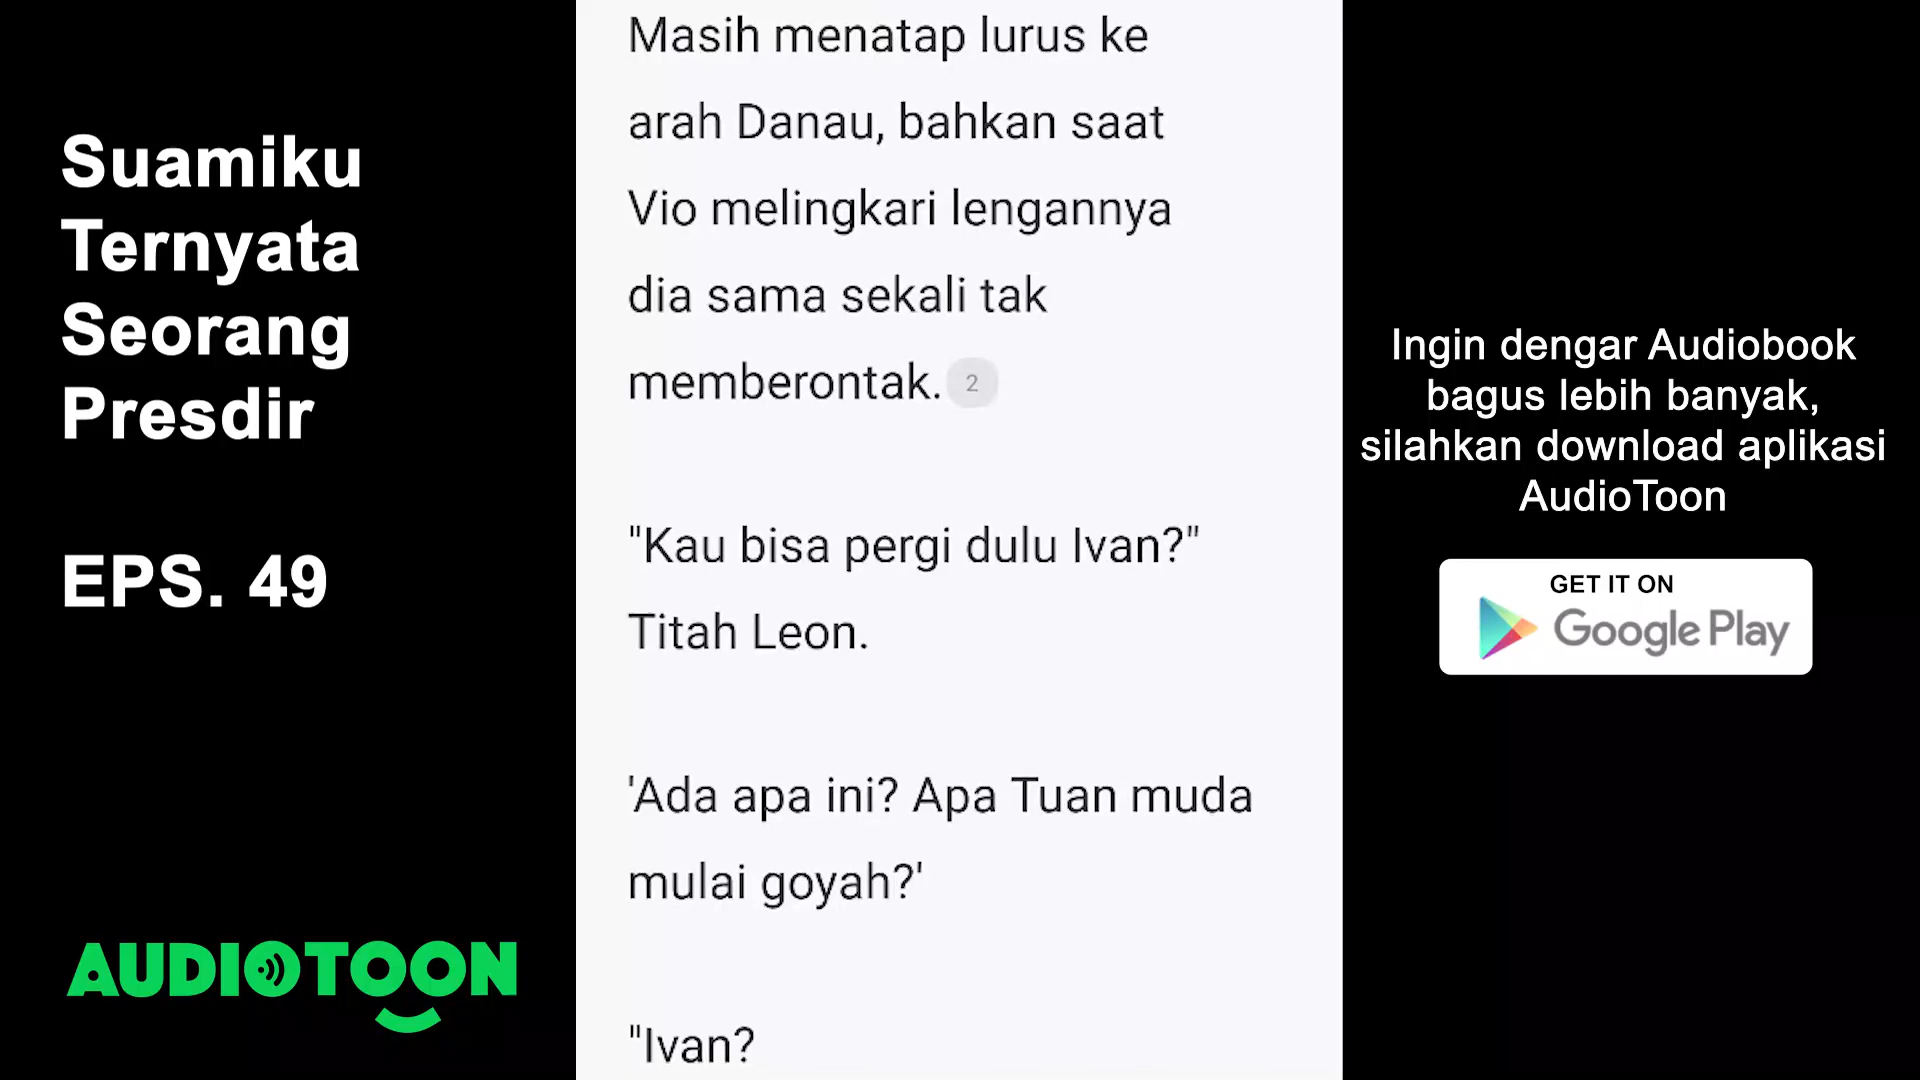 Suamiku
Ternyata
Seorang
Presdir
EPS. 49
AUDIOTOON
Masih menatap lurus ke
arah Danau, bahkan saat
Vio melingkari lengannya
dia sama sekali tak
memberontak. 2
"Kau bisa pergi dulu Ivan?"
Titah Leon.
'Ada apa ini? Apa Tuan muda
mulai goyah?'
"Ivan?
Ingin dengar Audiobook
bagus lebih banyak,
silahkan download aplikasi
AudioToon
GET IT ON
Google Play